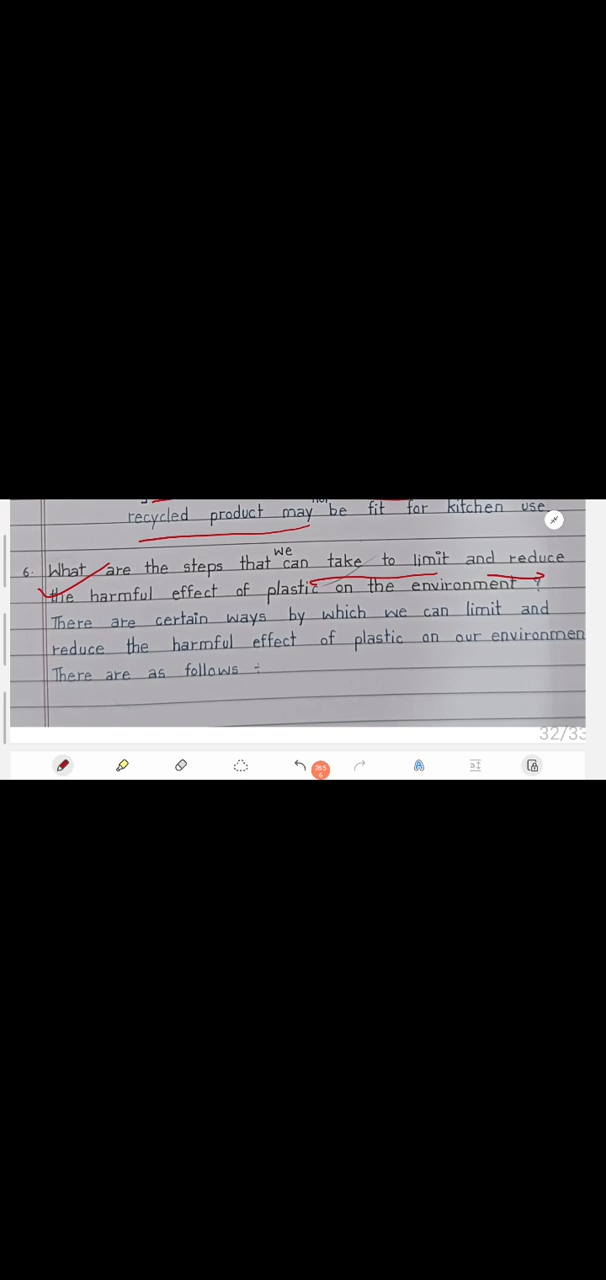 not
recycled product may be fit for kitchen use
we
6. What are the steps that can take to limit and reduce
the harmful effect of plastic on the environment ?
There are certain ways by which we can limit and
reduce the harmful effect of plastic on our environmen
There are as follows :-
32/33